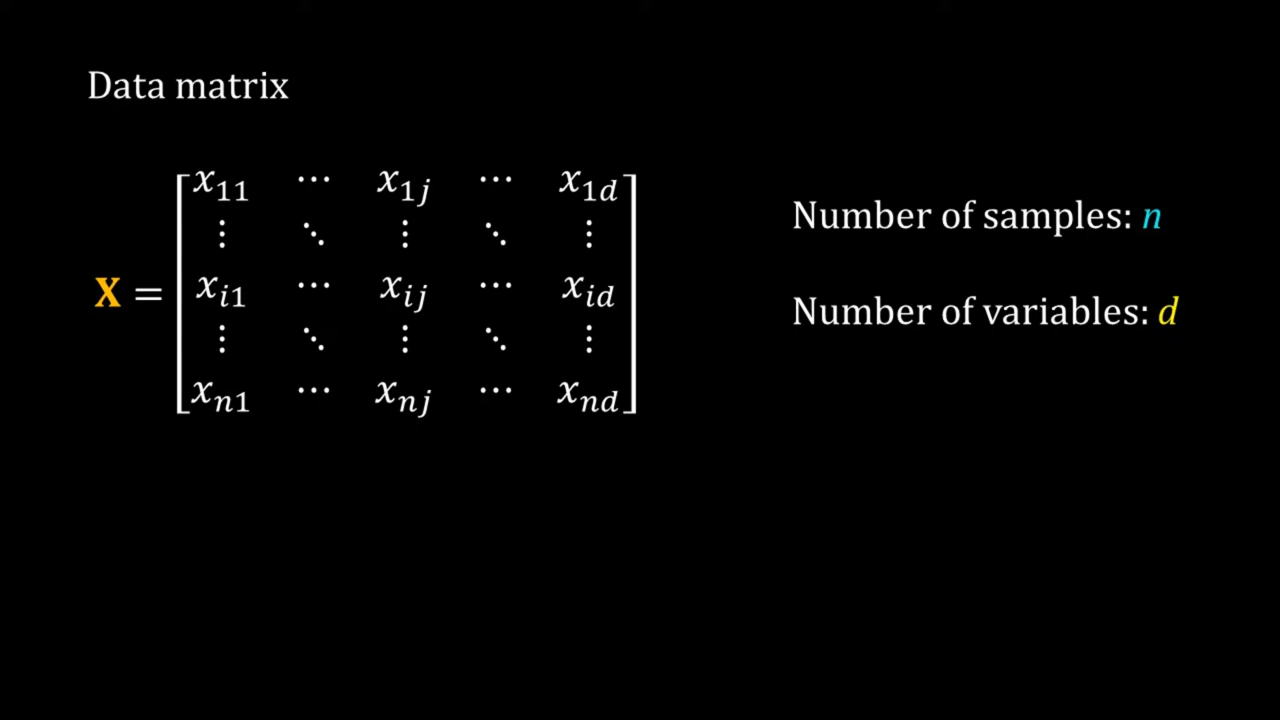 Data matrix
x₁₁ ⋯ x₁ⱼ ⋯ x₁d
⋮ ⋱ ⋮ ⋱ ⋮
X = xᵢ₁ ⋯ xᵢⱼ ⋯ xid
⋮ ⋱ ⋮ ⋱ ⋮
xₙ₁ ⋯ xₙⱼ ⋯ xnd
Number of samples: n
Number of variables: d